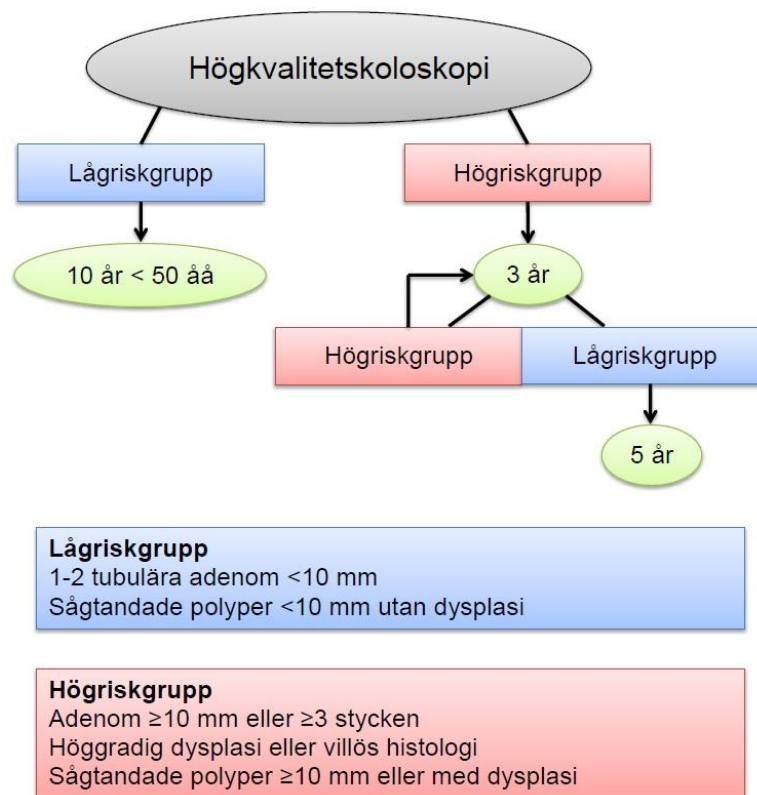 Högkvalitetskoloskopi
Lågriskgrupp
Högriskgrupp
10 år < 50 åå
3 år
Högriskgrupp
Lågriskgrupp
5 år
Lågriskgrupp
1-2 tubulära adenom <10 mm
Sågtandade polyper <10 mm utan dysplasi
Högriskgrupp
Adenom ≥10 mm eller ≥3 stycken
Höggradig dysplasi eller villös histologi
Sågtandade polyper ≥10 mm eller med dysplasi